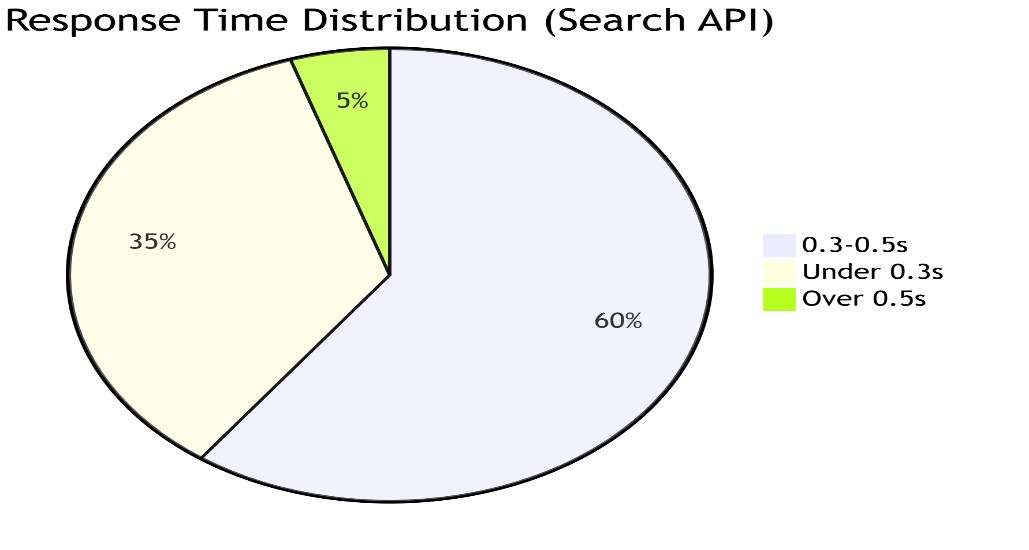 Response Time Distribution (Search API)
5%
35%
60%
0.3-0.5s
Under 0.3s
Over 0.5s